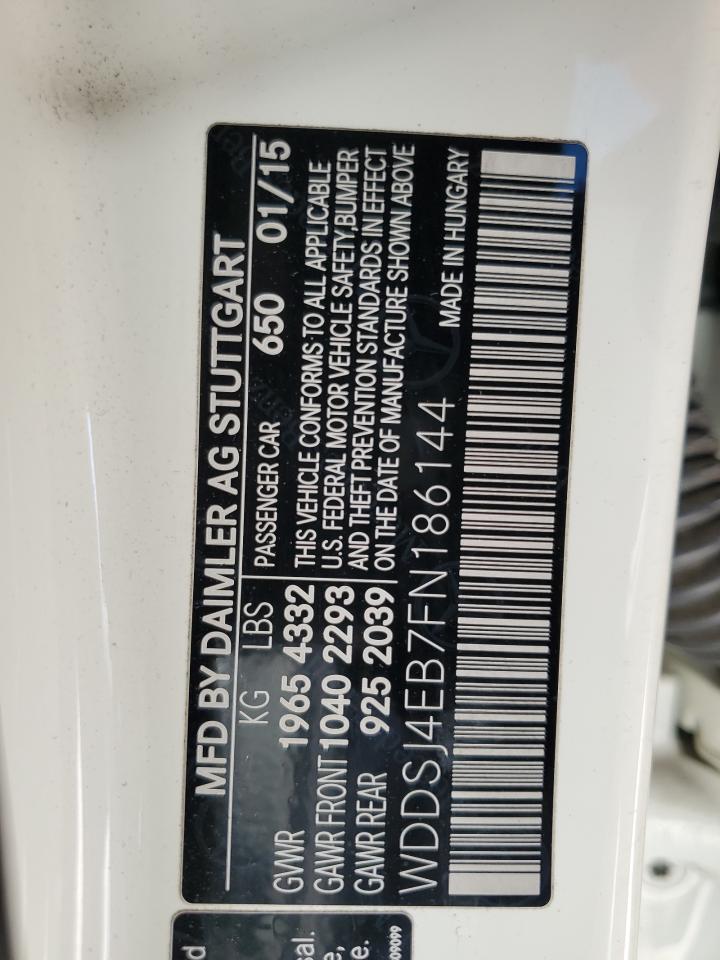 MFD BY DAIMLER AG STUTTGART
KG LBS PASSENGER CAR 650 01/15
GVWR 1965 4332
GAWR FRONT 1040 2293
GAWR REAR 925 2039
THIS VEHICLE CONFORMS TO ALL APPLICABLE
U.S. FEDERAL MOTOR VEHICLE SAFETY,BUMPER
AND THEFT PREVENTION STANDARDS IN EFFECT
ON THE DATE OF MANUFACTURE SHOWN ABOVE
WDDSJ4EB7FN186144 MADE IN HUNGARY